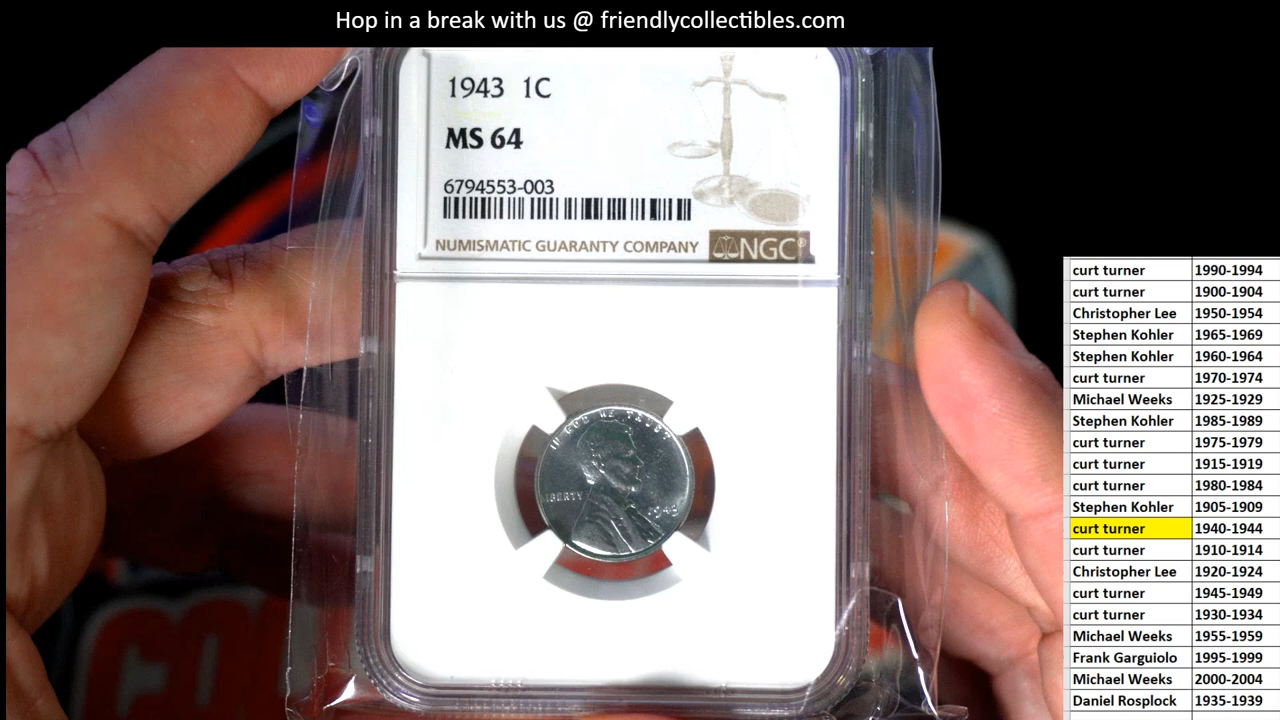 Hop in a break with us @ friendlycollectibles.com
1943 1C
MS 64
6794553-003
NUMISMATIC GUARANTY COMPANY NGC®
IN GOD WE TRUST
LIBERTY
1943
curt turner 1990-1994
curt turner 1900-1904
Christopher Lee 1950-1954
Stephen Kohler 1965-1969
Stephen Kohler 1960-1964
curt turner 1970-1974
Michael Weeks 1925-1929
Stephen Kohler 1985-1989
curt turner 1975-1979
curt turner 1915-1919
curt turner 1980-1984
Stephen Kohler 1905-1909
curt turner 1940-1944
curt turner 1910-1914
Christopher Lee 1920-1924
curt turner 1945-1949
curt turner 1930-1934
Michael Weeks 1955-1959
Frank Garguiolo 1995-1999
Michael Weeks 2000-2004
Daniel Rosplock 1935-1939